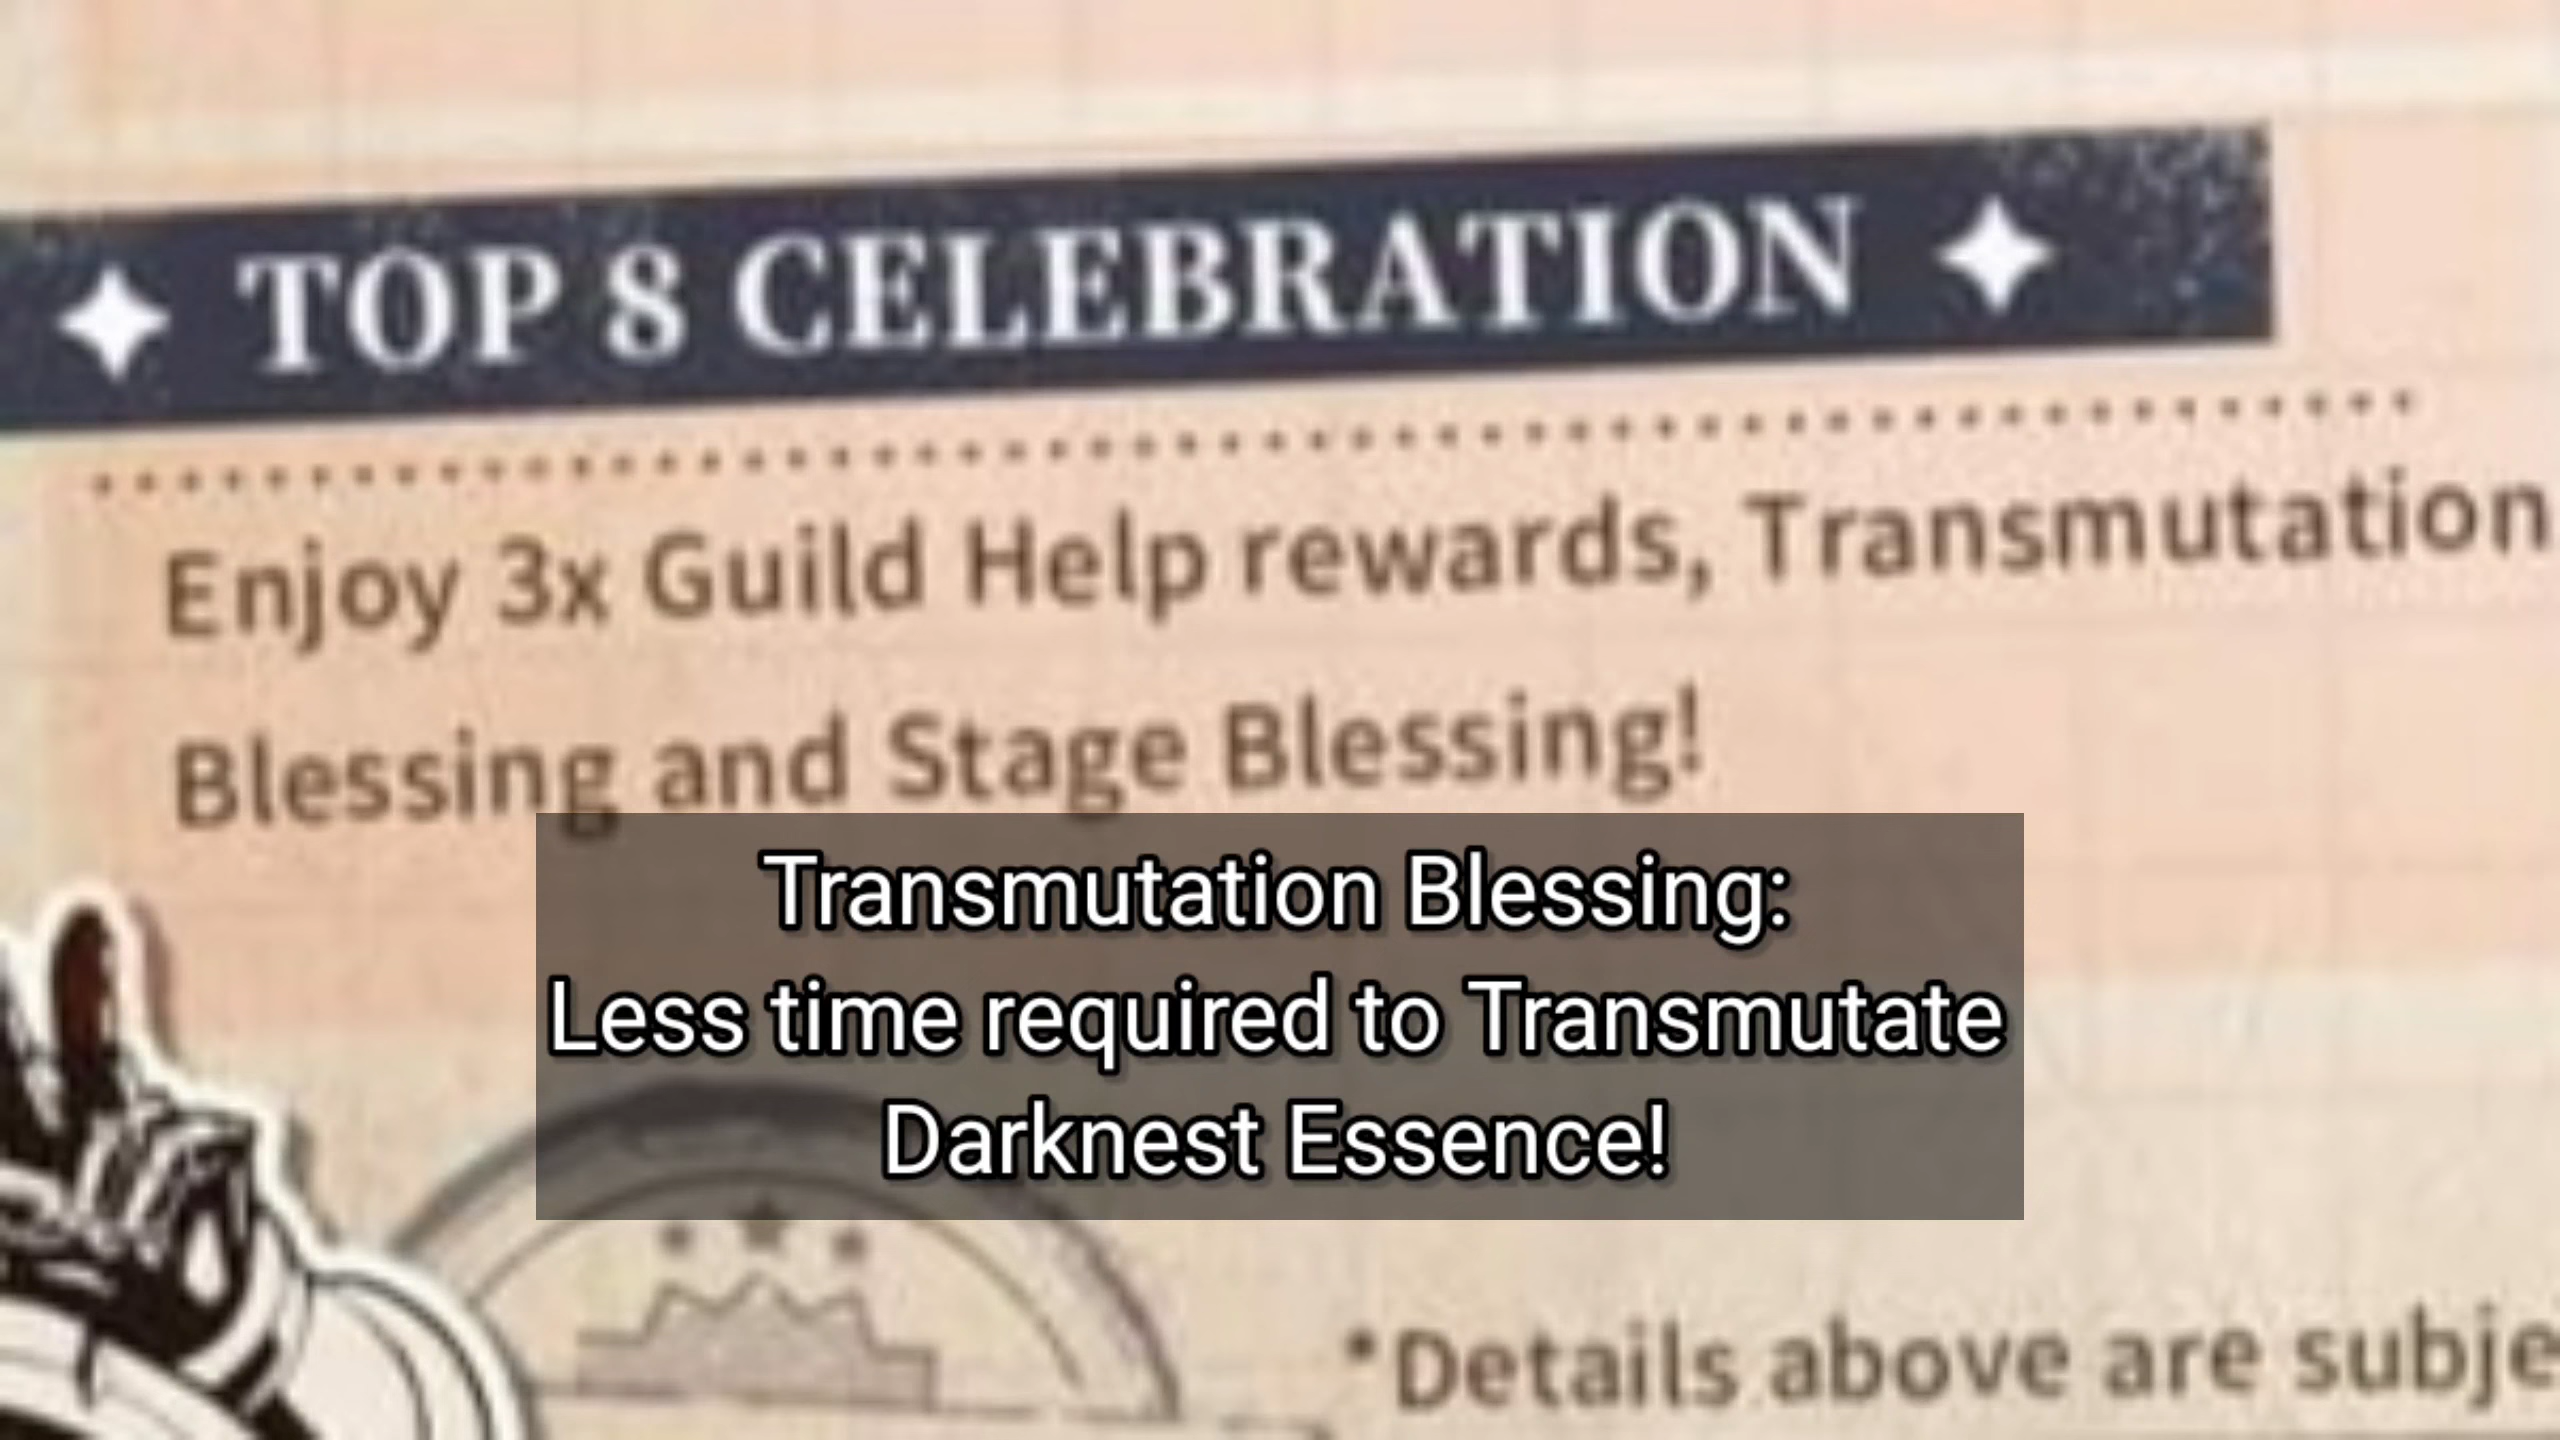 TOP 8 CELEBRATION
Enjoy 3x Guild Help rewards, Transmutation
Blessing and Stage Blessing!
Transmutation Blessing:
Less time required to Transmutate
Darknest Essence!
*Details above are subje